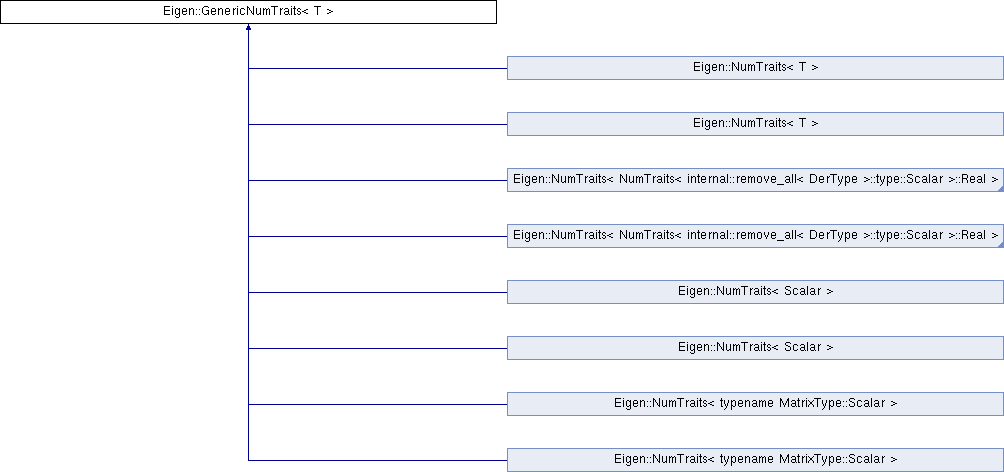 Eigen::GenericNumTraits< T >
Eigen::NumTraits< T >
Eigen::NumTraits< T >
Eigen::NumTraits< NumTraits< internal::remove_all< DerType >::type::Scalar >::Real >
Eigen::NumTraits< NumTraits< internal::remove_all< DerType >::type::Scalar >::Real >
Eigen::NumTraits< Scalar >
Eigen::NumTraits< Scalar >
Eigen::NumTraits< typename MatrixType::Scalar >
Eigen::NumTraits< typename MatrixType::Scalar >